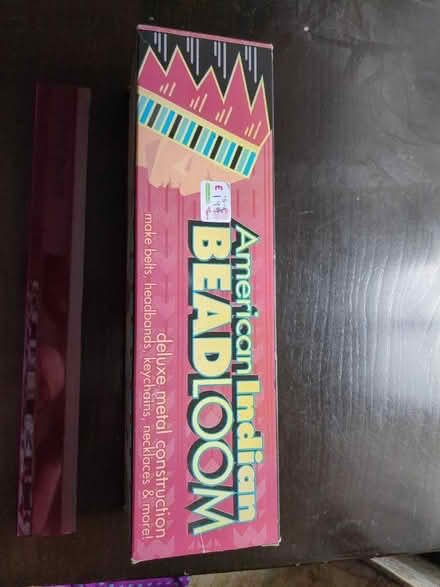 American Indian
BEADLOOM
deluxe metal construction
make belts, headbands, keychains, necklaces & more!